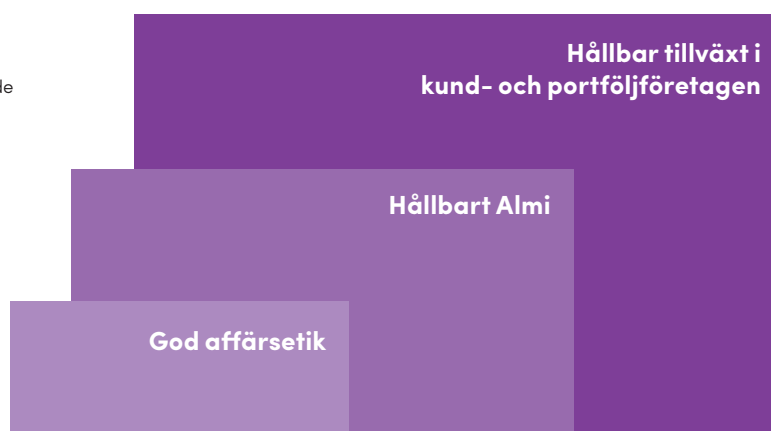 Hållbar tillväxt i
kund- och portföljföretagen
Hållbart Almi
God affärsetik